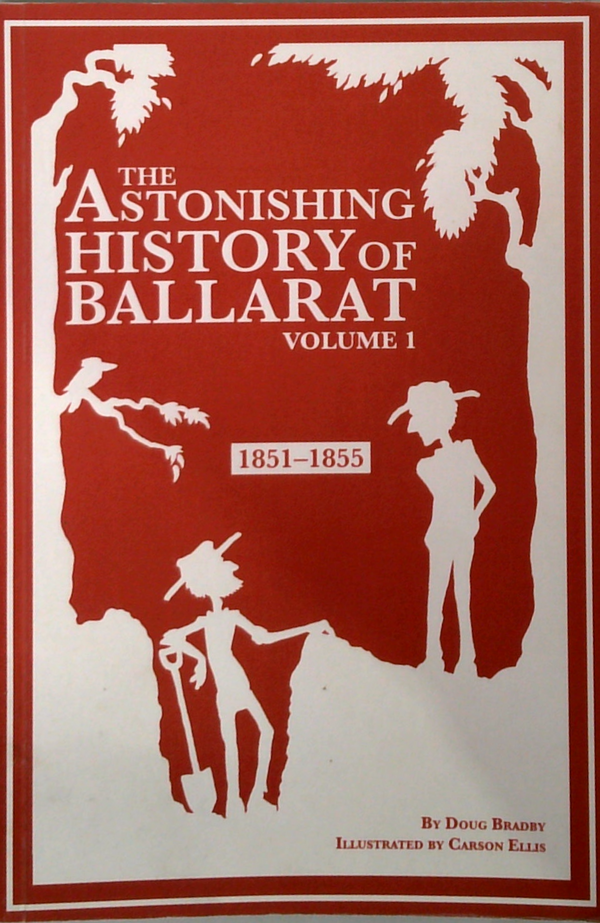 THE
ASTONISHING
HISTORY OF
BALLARAT
VOLUME 1
1851–1855
BY DOUG BRADBY
ILLUSTRATED BY CARSON ELLIS